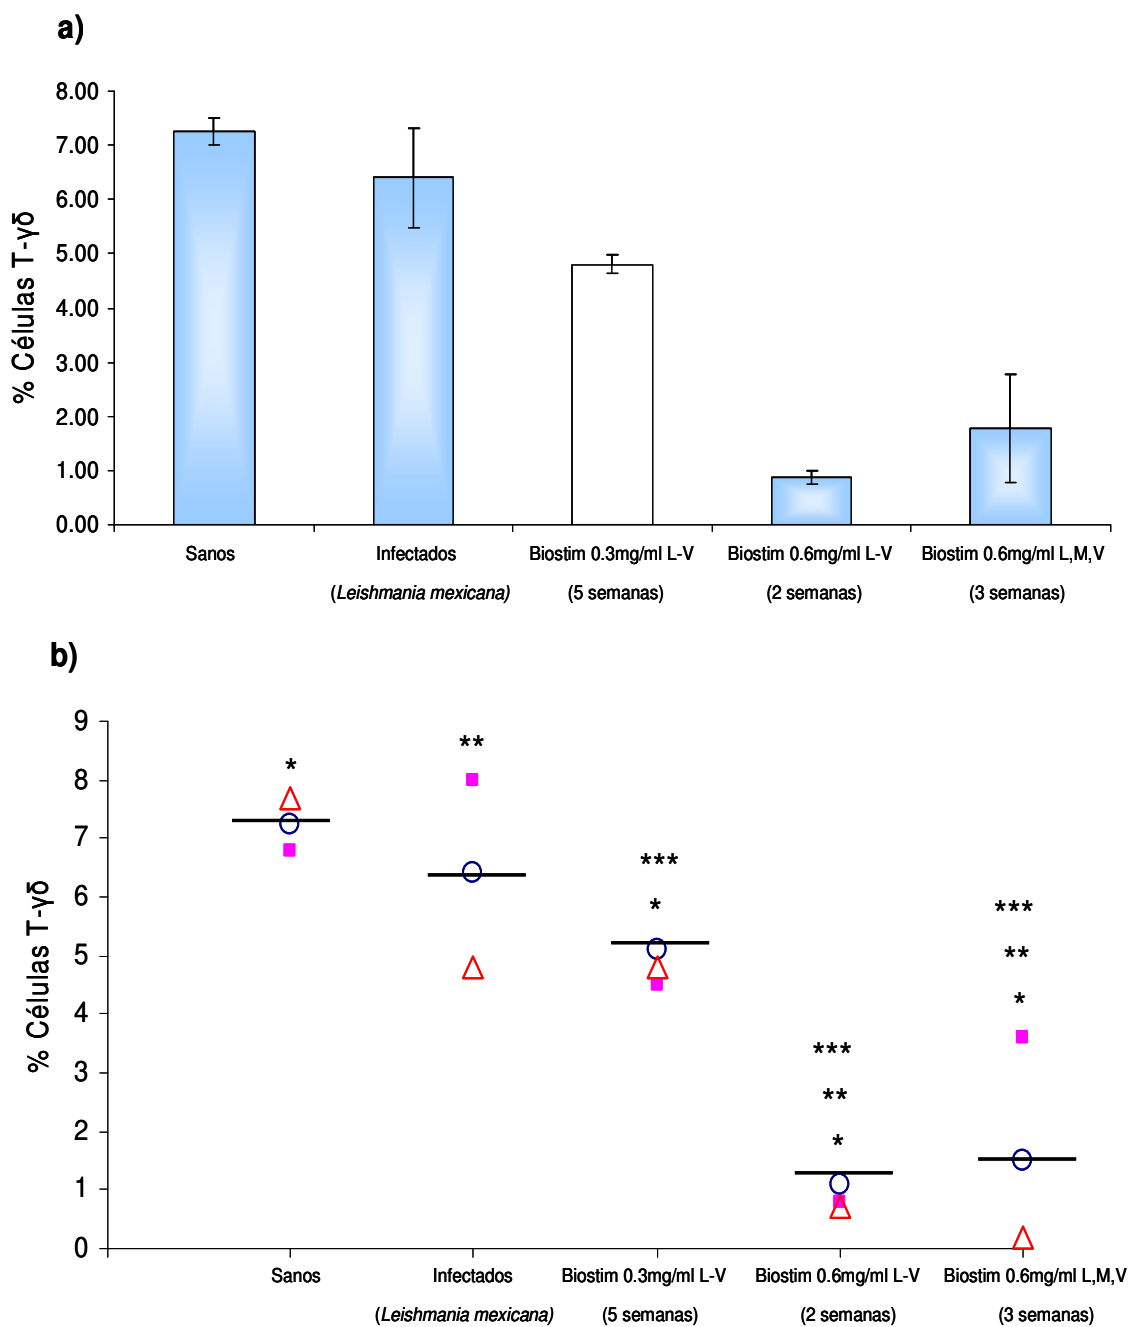 a)
8.00
7.00
6.00
5.00
4.00
3.00
2.00
1.00
0.00
% Células T-γδ
Sanos
Infectados
Biostim 0.3mg/ml L-V
Biostim 0.6mg/ml L-V
Biostim 0.6mg/ml L,M,V
(Leishmania mexicana)
(5 semanas)
(2 semanas)
(3 semanas)
b)
9
8
7
6
5
4
3
2
1
0
% Células T-γδ
*
**
***
*
***
**
*
***
**
*
Sanos
Infectados
Biostim 0.3mg/ml L-V
Biostim 0.6mg/ml L-V
Biostim 0.6mg/ml L,M,V
(Leishmania mexicana)
(5 semanas)
(2 semanas)
(3 semanas)